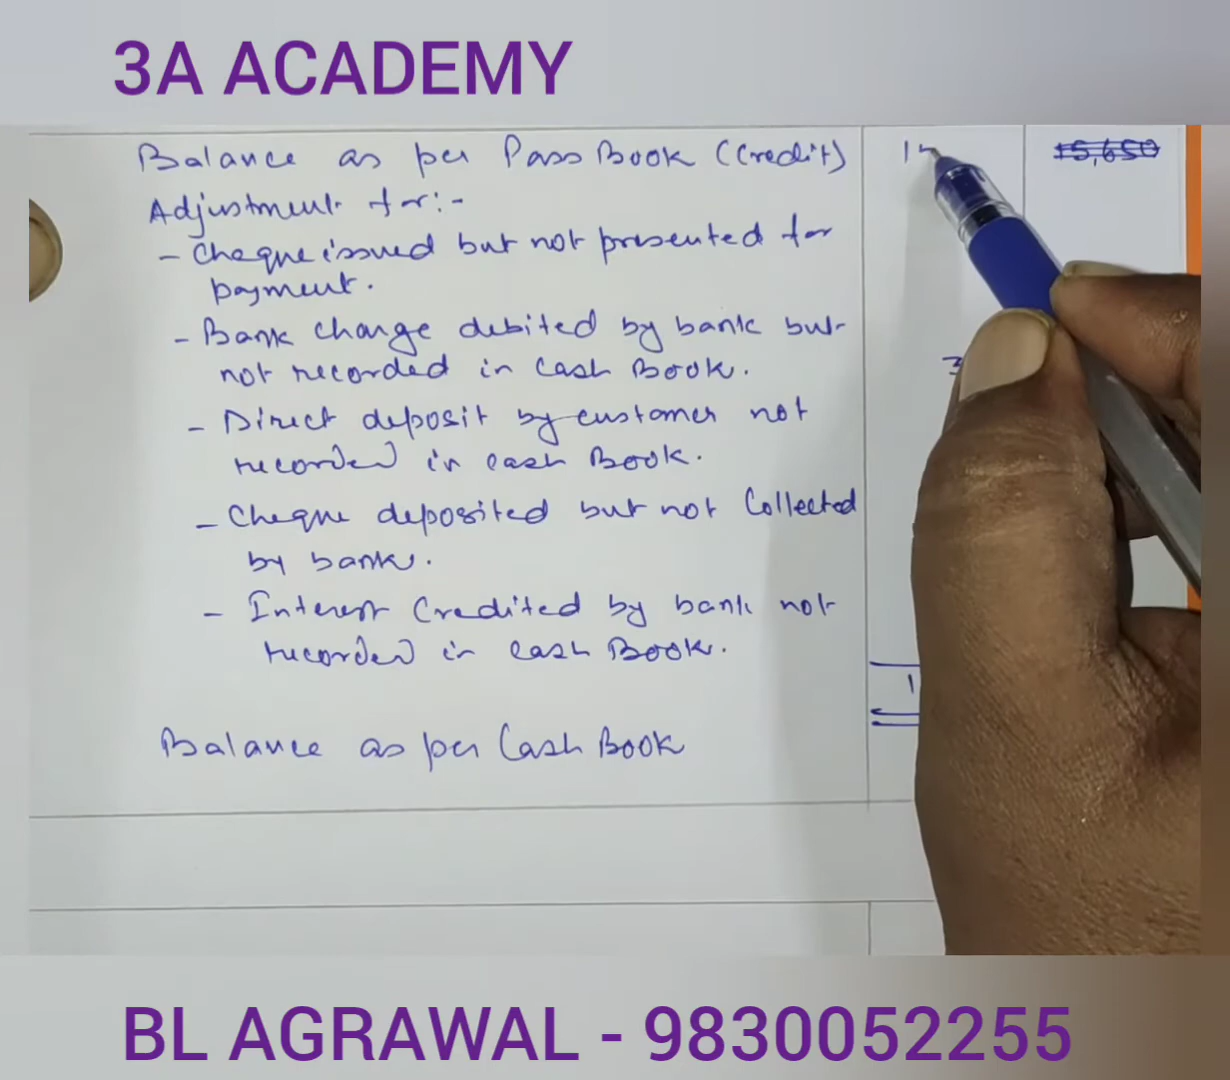 3A ACADEMY
Balance as per Pass Book (Credit) 15,650
Adjustment for:-
- Cheque issued but not presented for
payment.
- Bank charge debited by bank but
not recorded in Cash Book. 3
- Direct deposit by customer not
recorded in Cash Book.
- Cheque deposited but not Collected
by bank.
- Interest Credited by bank not
recorded in Cash Book.
1
Balance as per Cash Book
BL AGRAWAL - 9830052255